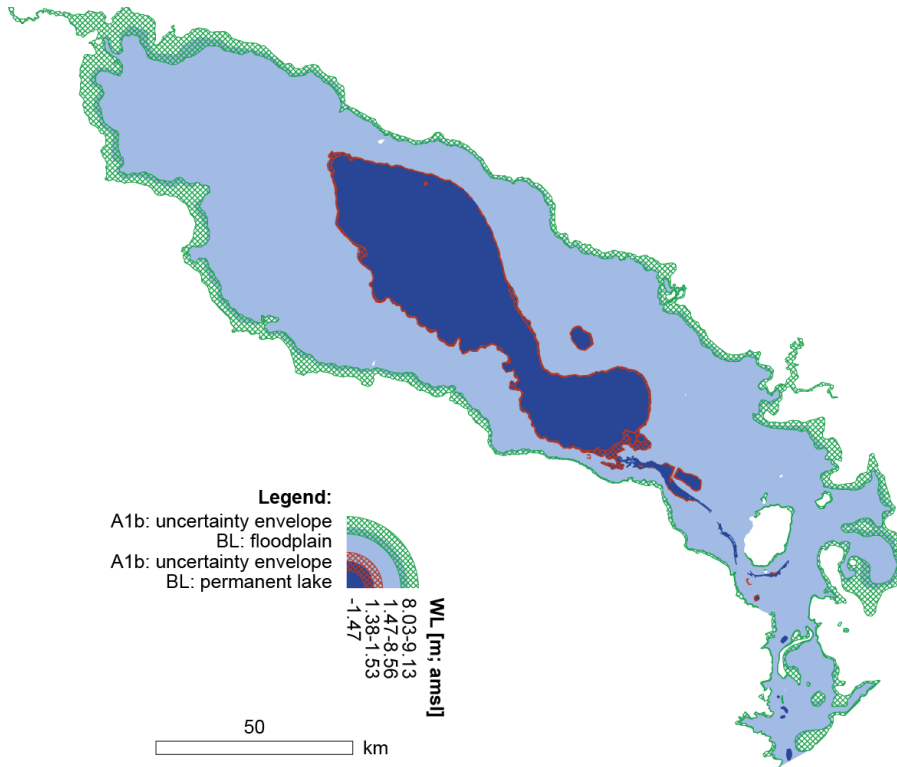 Legend:
A1b: uncertainty envelope
BL: floodplain
A1b: uncertainty envelope
BL: permanent lake
WL [m; amsl]
8.03-9.13
1.47-8.56
1.38-1.53
-1.47
50
km